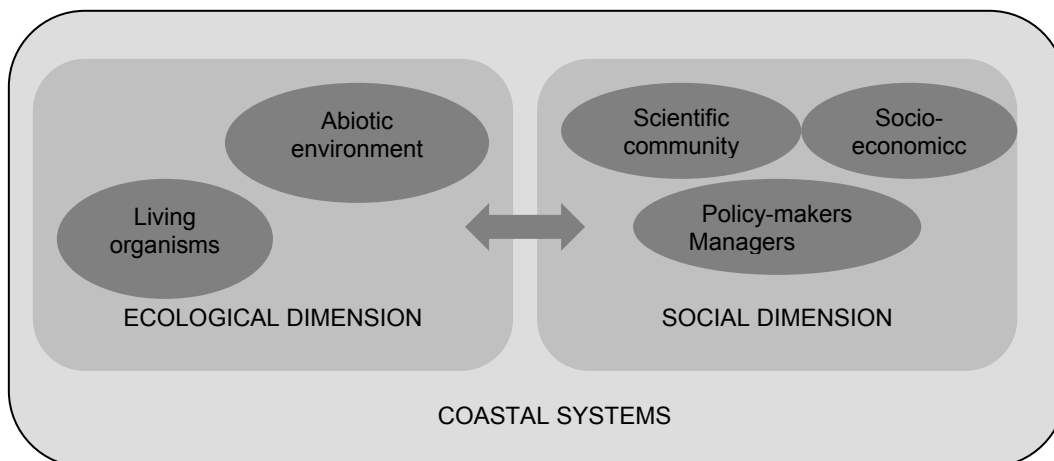 Abiotic
environment
Living
organisms
ECOLOGICAL DIMENSION
Scientific
community
Socio-
economicc
Policy-makers
Managers
SOCIAL DIMENSION
COASTAL SYSTEMS